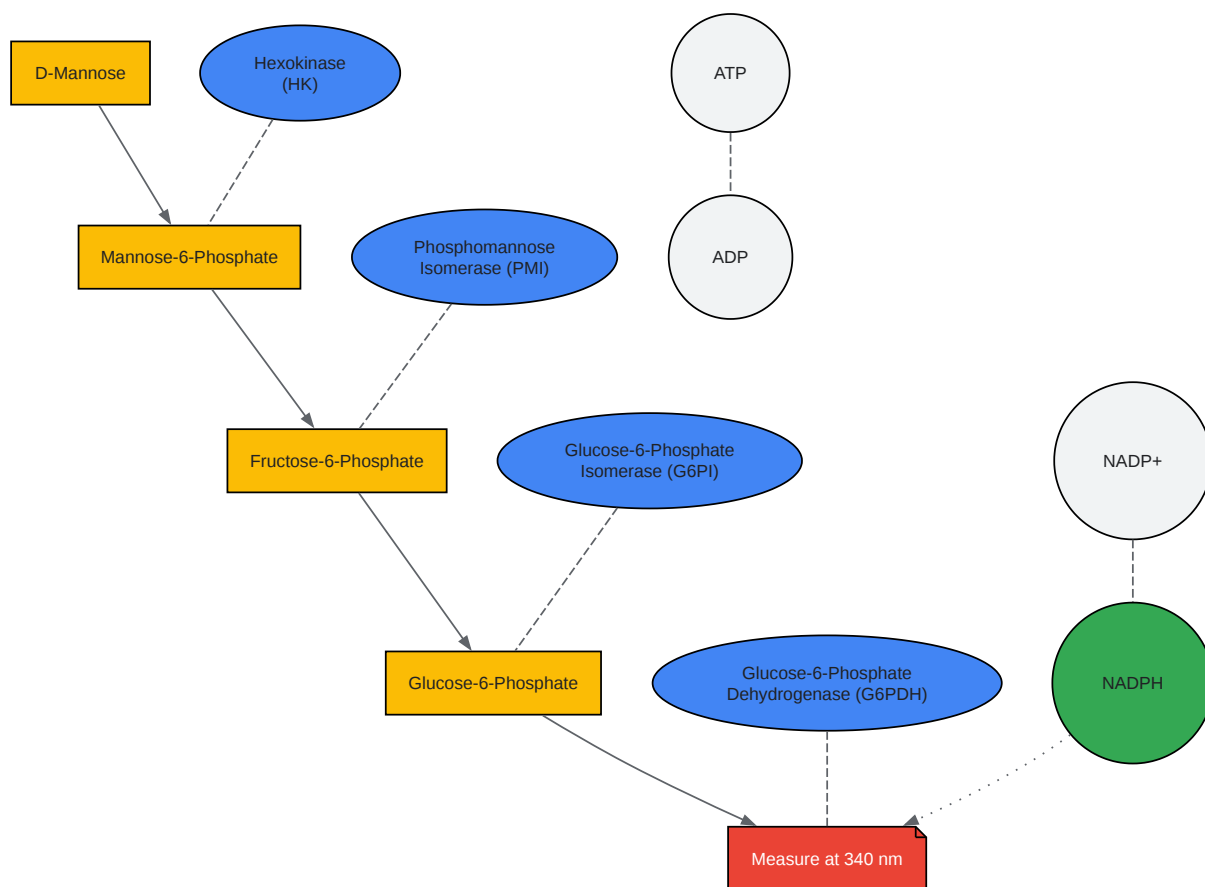 D-Mannose
Hexokinase
(HK)
ATP
Mannose-6-Phosphate
Phosphomannose
Isomerase (PMI)
ADP
Fructose-6-Phosphate
Glucose-6-Phosphate
Isomerase (G6PI)
NADP+
Glucose-6-Phosphate
Glucose-6-Phosphate
Dehydrogenase (G6PDH)
NADPH
Measure at 340 nm